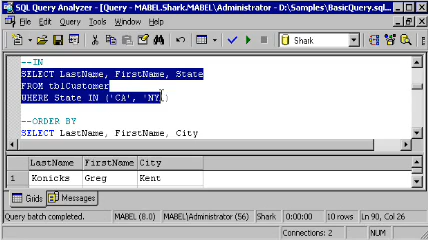 SQL Query Analyzer - [Query - MABEL.Shark.MABEL\Administrator - D:\Samples\BasicQuery.sql...
File Edit Query Tools Window Help
Shark
--IN
SELECT LastName, FirstName, State
FROM tblCustomer
WHERE State IN ('CA', 'NY')
--ORDER BY
SELECT LastName, FirstName, City
LastName FirstName City
1 Konicks Greg Kent
Grids Messages
Query batch completed. MABEL (8.0) MABEL\Administrator (56) Shark 0:00:00 10 rows Ln 90, Col 26
Connections: 2 NUM